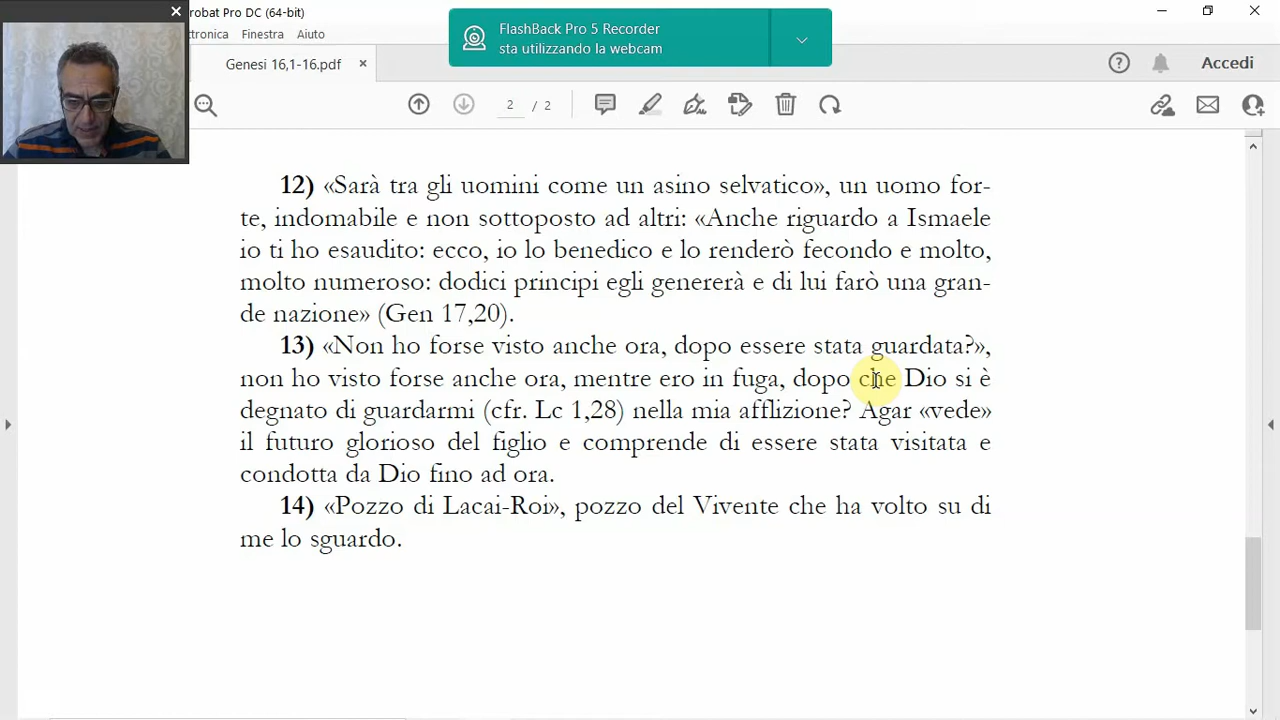 crobat Pro DC (64-bit)
FlashBack Pro 5 Recorder
sta utilizzando la webcam
Finestra Aiuto
Genesi 16,1-16.pdf
Accedi
2 / 2
12) «Sarà tra gli uomini come un asino selvatico», un uomo for-
te, indomabile e non sottoposto ad altri: «Anche riguardo a Ismaele
io ti ho esaudito: ecco, io lo benedico e lo renderò fecondo e molto,
molto numeroso: dodici principi egli genererà e di lui farò una gran-
de nazione» (Gen 17,20).
13) «Non ho forse visto anche ora, dopo essere stata guardata?»,
non ho visto forse anche ora, mentre ero in fuga, dopo che Dio si è
degnato di guardarmi (cfr. Lc 1,28) nella mia afflizione? Agar «vede»
il futuro glorioso del figlio e comprende di essere stata visitata e
condotta da Dio fino ad ora.
14) «Pozzo di Lacai-Roi», pozzo del Vivente che ha volto su di
me lo sguardo.